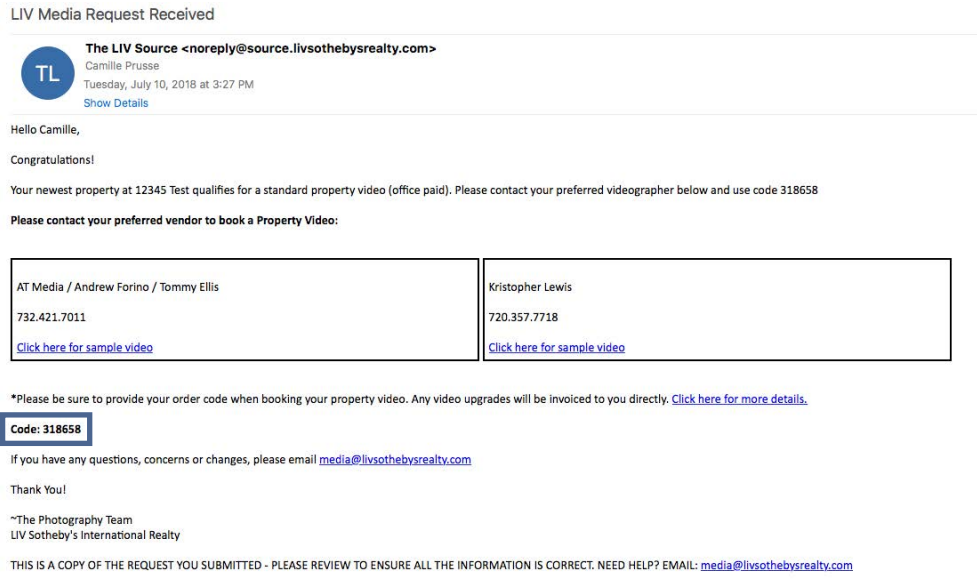 LIV Media Request Received
TL
The LIV Source <noreply@source.livsothebysrealty.com>
Camille Prusse
Tuesday, July 10, 2018 at 3:27 PM
Show Details
Hello Camille,
Congratulations!
Your newest property at 12345 Test qualifies for a standard property video (office paid). Please contact your preferred videographer below and use code 318658
Please contact your preferred vendor to book a Property Video:
AT Media / Andrew Forino / Tommy Ellis
732.421.7011
Click here for sample video
Kristopher Lewis
720.357.7718
Click here for sample video
*Please be sure to provide your order code when booking your property video. Any video upgrades will be invoiced to you directly. Click here for more details.
Code: 318658
If you have any questions, concerns or changes, please email media@livsothebysrealty.com
Thank You!
~The Photography Team
LIV Sotheby's International Realty
THIS IS A COPY OF THE REQUEST YOU SUBMITTED - PLEASE REVIEW TO ENSURE ALL THE INFORMATION IS CORRECT. NEED HELP? EMAIL: media@livsothebysrealty.com